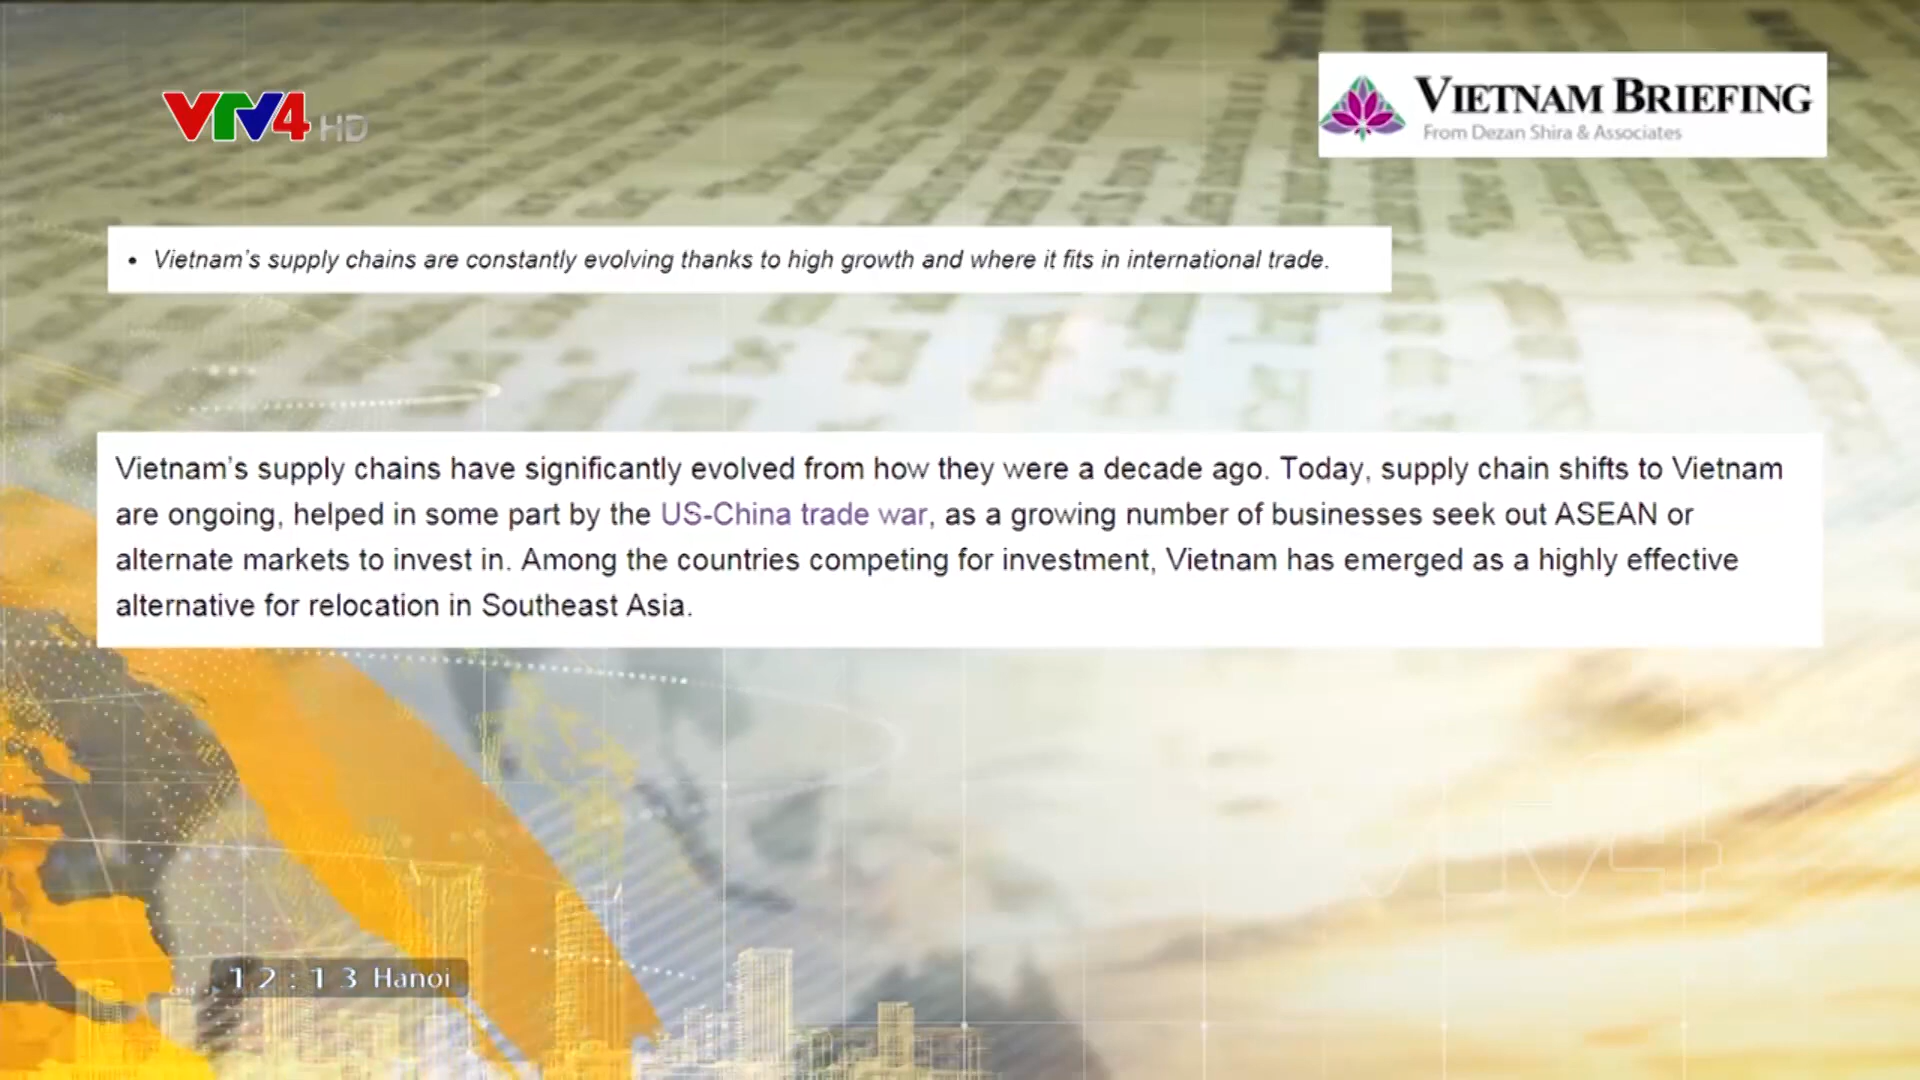 VTV4 HD
VIETNAM BRIEFING
From Dezan Shira & Associates
• Vietnam's supply chains are constantly evolving thanks to high growth and where it fits in international trade.
Vietnam's supply chains have significantly evolved from how they were a decade ago. Today, supply chain shifts to Vietnam
are ongoing, helped in some part by the US-China trade war, as a growing number of businesses seek out ASEAN or
alternate markets to invest in. Among the countries competing for investment, Vietnam has emerged as a highly effective
alternative for relocation in Southeast Asia.
VTV4
12:13 Hanoi